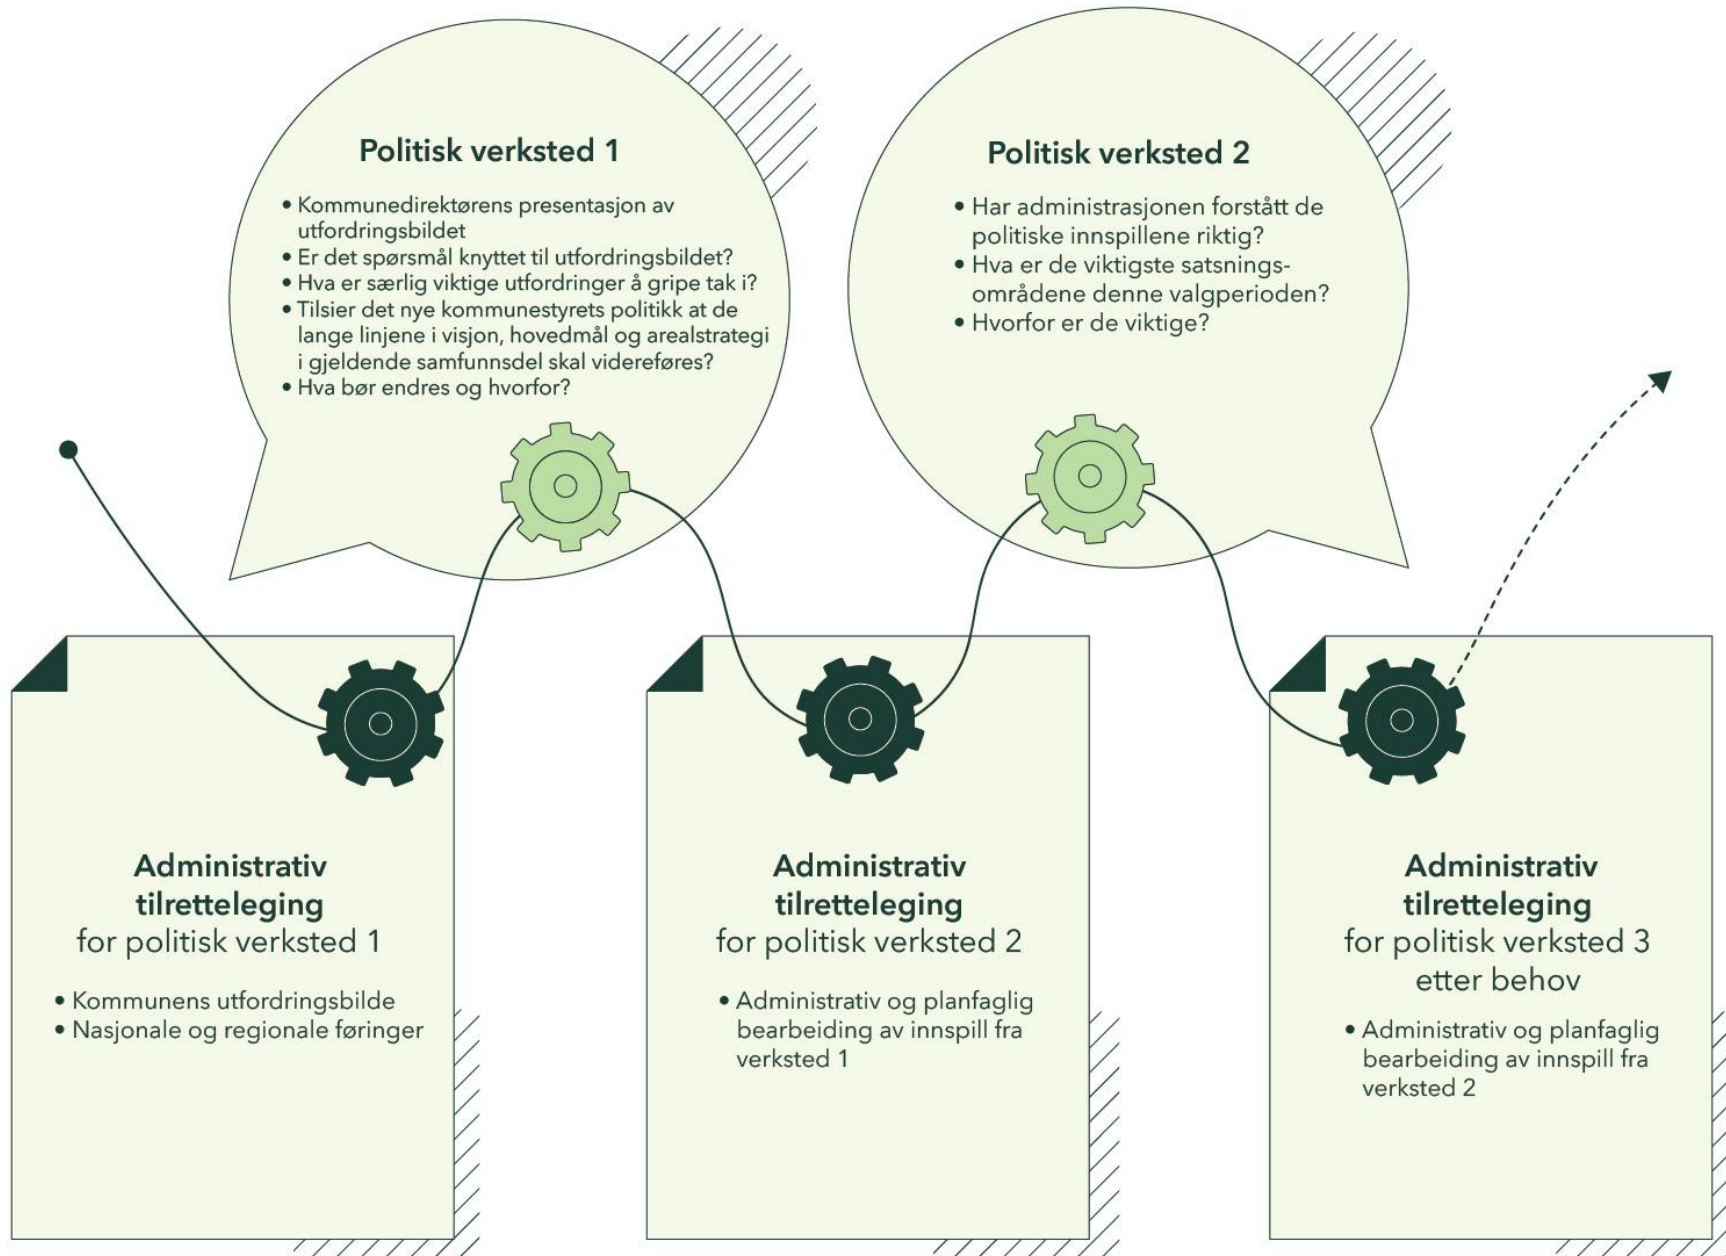 Politisk verksted 1
• Kommunedirektørens presentasjon av
utfordringsbildet
• Er det spørsmål knyttet til utfordringsbildet?
• Hva er særlig viktige utfordringer å gripe tak i?
• Tilsier det nye kommunestyrets politikk at de
lange linjene i visjon, hovedmål og arealstrategi
i gjeldende samfunnsdel skal videreføres?
• Hva bør endres og hvorfor?
Politisk verksted 2
• Har administrasjonen forstått de
politiske innspillene riktig?
• Hva er de viktigste satsnings-
områdene denne valgperioden?
• Hvorfor er de viktige?
Administrativ
tilretteleging
for politisk verksted 1
• Kommunens utfordringsbilde
• Nasjonale og regionale føringer
Administrativ
tilretteleging
for politisk verksted 2
• Administrativ og planfaglig
bearbeiding av innspill fra
verksted 1
Administrativ
tilretteleging
for politisk verksted 3
etter behov
• Administrativ og planfaglig
bearbeiding av innspill fra
verksted 2